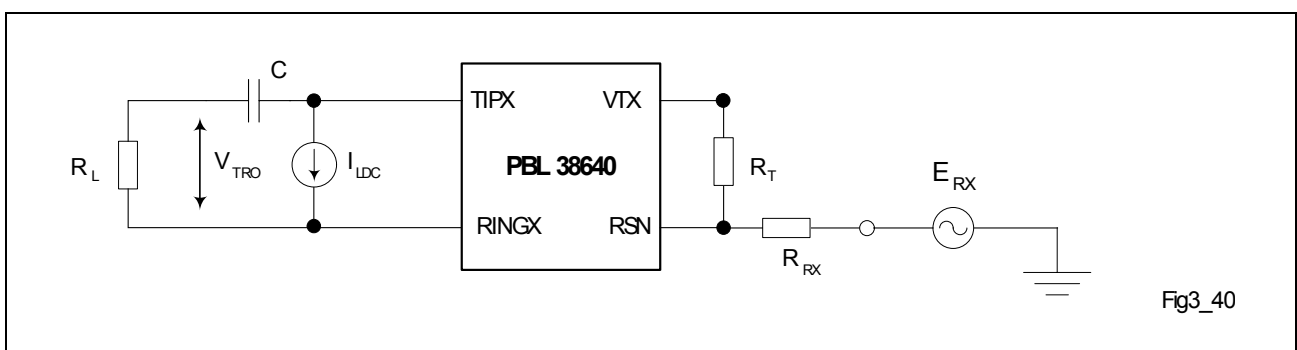 C
TIPX VTX
R L V TRO I LDC PBL 38640 R T
E RX
RINGX RSN
R RX
Fig3_40